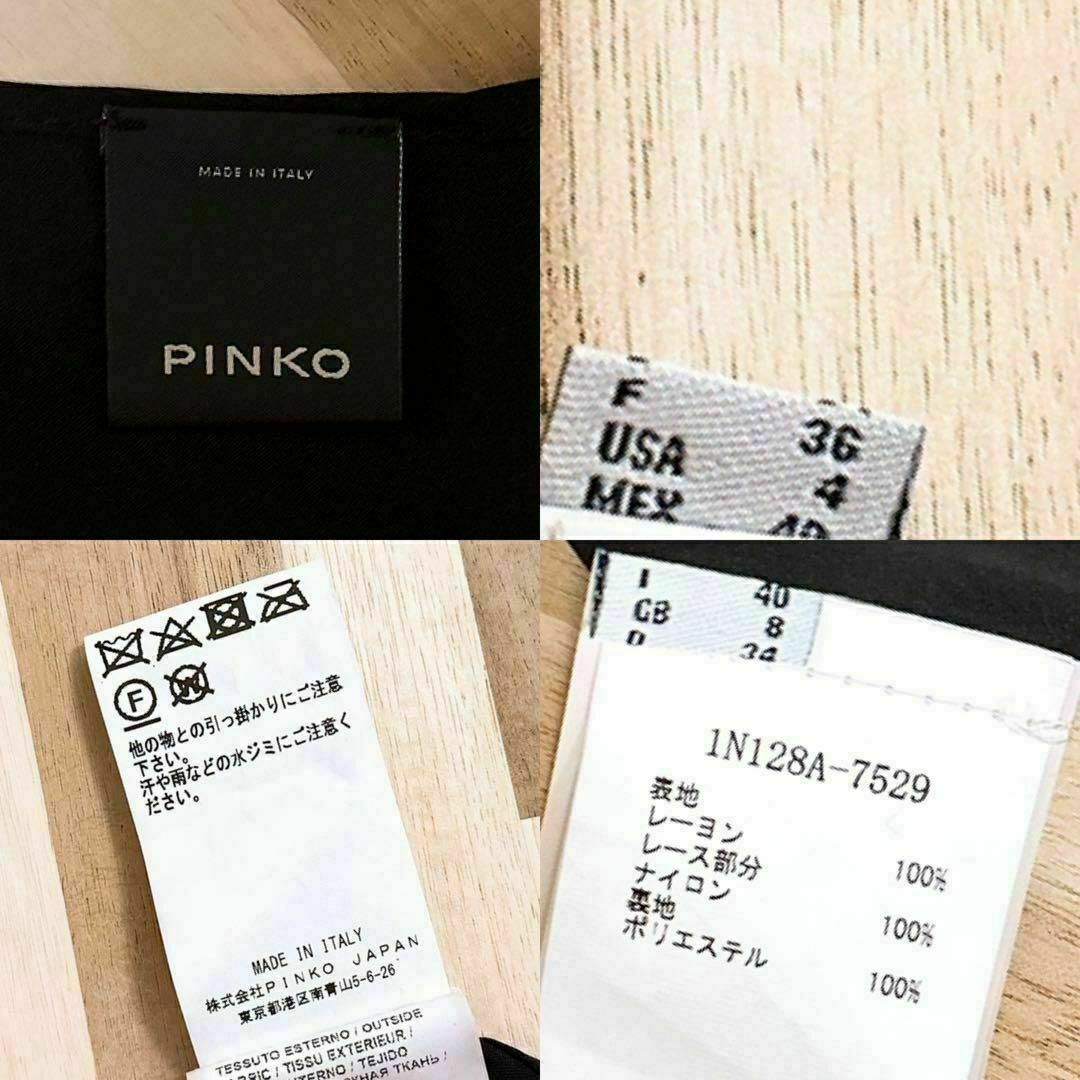 MADE IN ITALY
PINKO
F 36
USA 4
MEX
F
W
他の物との引っ掛かりにご注意
下さい。
汗や雨などの水ジミにご注意く
ださい。
MADE IN ITALY
株式会社PINKO JAPAN
東京都港区南青山5-6-26
TESSUTO ESTERNO / OUTSIDE
/ TISSU EXTERIEUR /
/ TEJIDO
ТКАНЬ /
I 40
GB 8
D 34
1N128A-7529
表地
レーヨン 100%
レース部分
ナイロン 100%
裏地
ポリエステル 100%